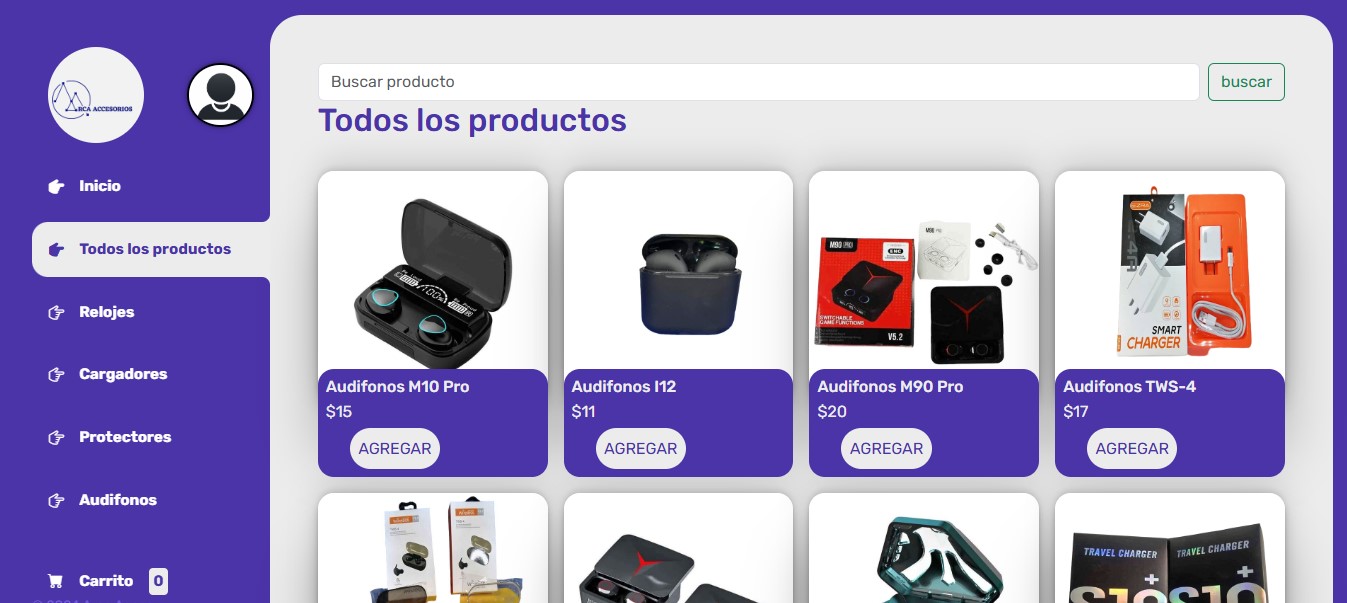 ARCA ACCESORIOS
Inicio
Todos los productos
Relojes
Cargadores
Protectores
Audifonos
Carrito 0
Buscar producto
buscar
Todos los productos
M90 PRO
ENC
SWITCHABLE
GAME FUNCTIONS
V5.2
SMART
CHARGER
Audifonos M10 Pro
$15
AGREGAR
Audifonos I12
$11
AGREGAR
Audifonos M90 Pro
$20
AGREGAR
Audifonos TWS-4
$17
AGREGAR
TRAVEL CHARGER
TRAVEL CHARGER